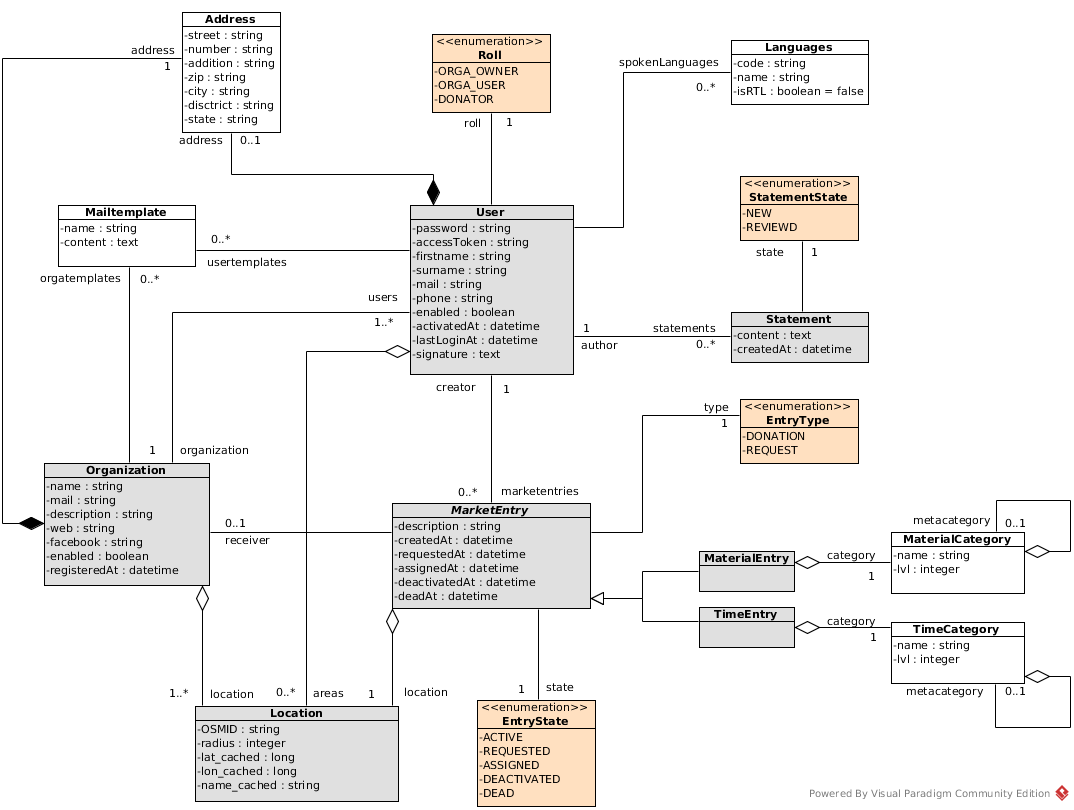 Address
-street : string
-number : string
-addition : string
-zip : string
-city : string
-disctrict : string
-state : string
address
1
address
0..1
<<enumeration>>
Roll
-ORGA_OWNER
-ORGA_USER
-DONATOR
roll
1
Languages
-code : string
-name : string
-isRTL : boolean = false
spokenLanguages
0..*
<<enumeration>>
StatementState
-NEW
-REVIEWD
state
1
Mailtemplate
-name : string
-content : text
0..*
usertemplates
orgatemplates
0..*
User
-password : string
-accessToken : string
-firstname : string
-surname : string
-mail : string
-phone : string
-enabled : boolean
-activatedAt : datetime
-lastLoginAt : datetime
-signature : text
users
1..*
1
author
statements
0..*
Statement
-content : text
-createdAt : datetime
creator
1
type
1
<<enumeration>>
EntryType
-DONATION
-REQUEST
1
organization
Organization
-name : string
-mail : string
-description : string
-web : string
-facebook : string
-enabled : boolean
-registeredAt : datetime
0..1
receiver
0..*
marketentries
MarketEntry
-description : string
-createdAt : datetime
-requestedAt : datetime
-assignedAt : datetime
-deactivatedAt : datetime
-deadAt : datetime
MaterialEntry
TimeEntry
category
1
category
1
metacategory
0..1
MaterialCategory
-name : string
-lvl : integer
TimeCategory
-name : string
-lvl : integer
metacategory
0..1
1..*
location
0..*
areas
1
location
1
state
Location
-OSMID : string
-radius : integer
-lat_cached : long
-lon_cached : long
-name_cached : string
<<enumeration>>
EntryState
-ACTIVE
-REQUESTED
-ASSIGNED
-DEACTIVATED
-DEAD
Powered By Visual Paradigm Community Edition